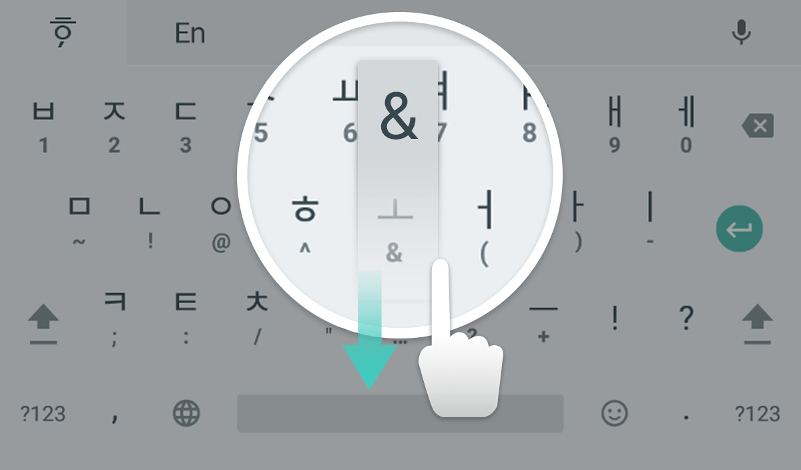 En
ㅂ ㅈ ㄷ ㅛ & ㅕ ㅐ ㅔ
1 2 3 5 6 7 8 9 0
ㅁ ㄴ ㅇ ㅎ ㅗ ㅓ ㅏ ㅣ
~ ! @ ^ & ( ) -
ㅋ ㅌ ㅊ ㅡ ! ?
; : / " +
?123 , . ?123